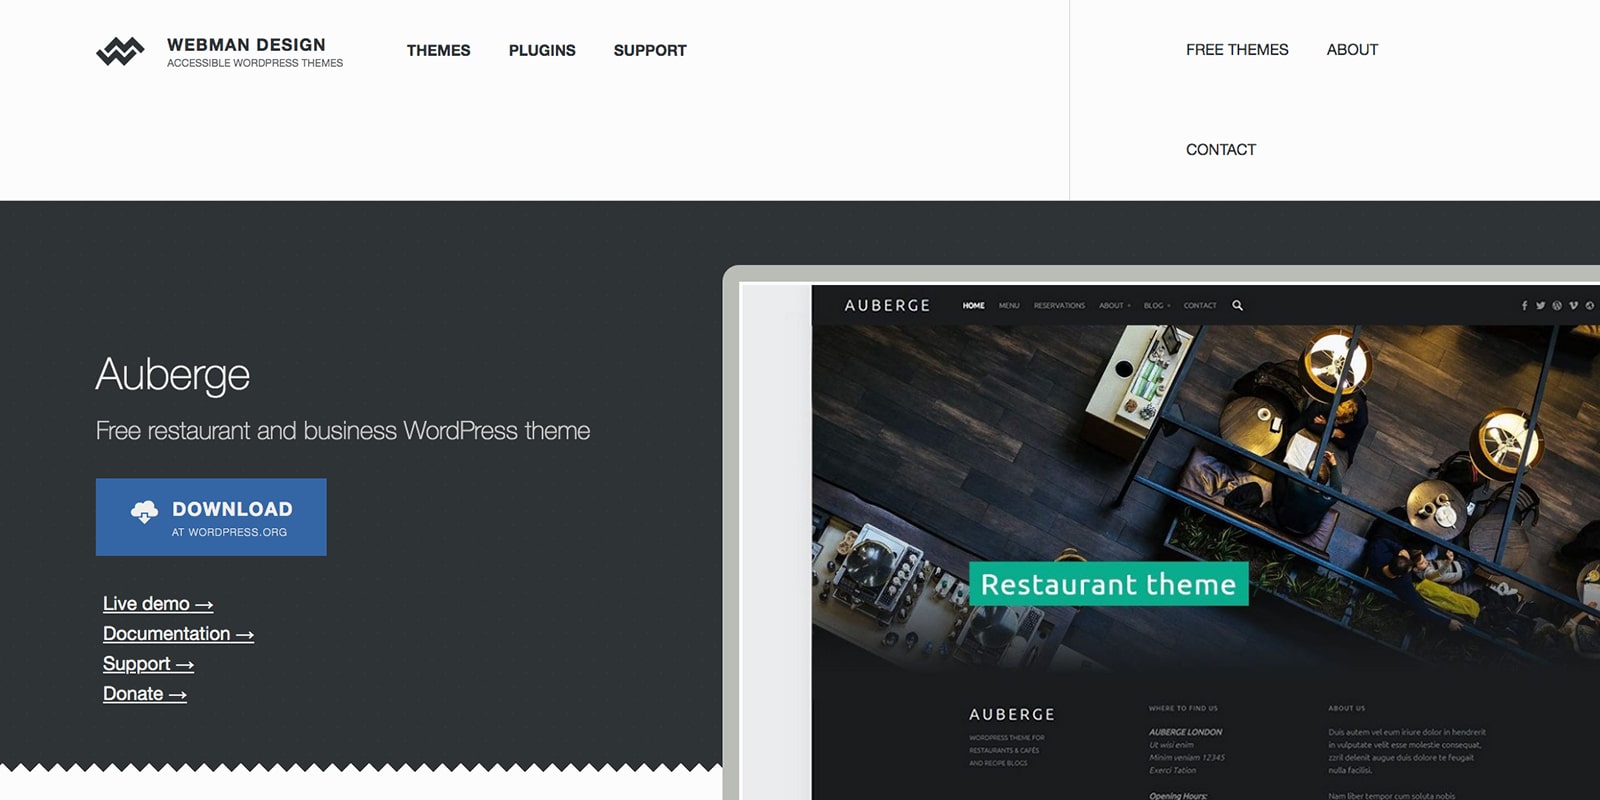 WEBMAN DESIGN
ACCESSIBLE WORDPRESS THEMES
THEMES PLUGINS SUPPORT
FREE THEMES ABOUT
CONTACT
Auberge
Free restaurant and business WordPress theme
DOWNLOAD
AT WORDPRESS.ORG
Live demo →
Documentation →
Support →
Donate →
AUBERGE HOME MENU RESERVATIONS ABOUT BLOG CONTACT
Restaurant theme
AUBERGE
WORDPRESS THEME FOR
RESTAURANTS & CAFÉS
AND RECIPE BLOGS
WHERE TO FIND US
AUBERGE LONDON
Ut wisi enim
Minim veniam 12345
Exerci Tation
Opening Hours:
ABOUT US
Duis autem vel eum iriure dolor in hendrerit
in vulputate velit esse molestie consequat,
zzril delenit augue duis dolore te feugait
nulla facilisi.
Nam liber tempor cum soluta nobis